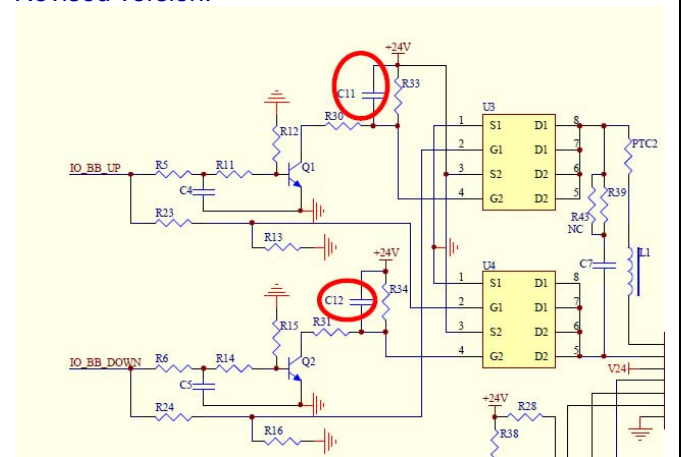 +24V
C11
R33
U3
R30
1 S1 D1 8
R12
2 G1 D1 7
PTC2
Q1
IO_BB_UP
R5
R11
3 S2 D2 6
C4
4 G2 D2 5
R39
R23
R43
NC
R13
+24V
C7
L1
U4
C12
R34
1 S1 D1 8
R31
2 G1 D1 7
R15
3 S2 D2 6
Q2
IO_BB_DOWN
R6
R14
4 G2 D2 5
V24
C5
+24V
R24
R28
R16
R38